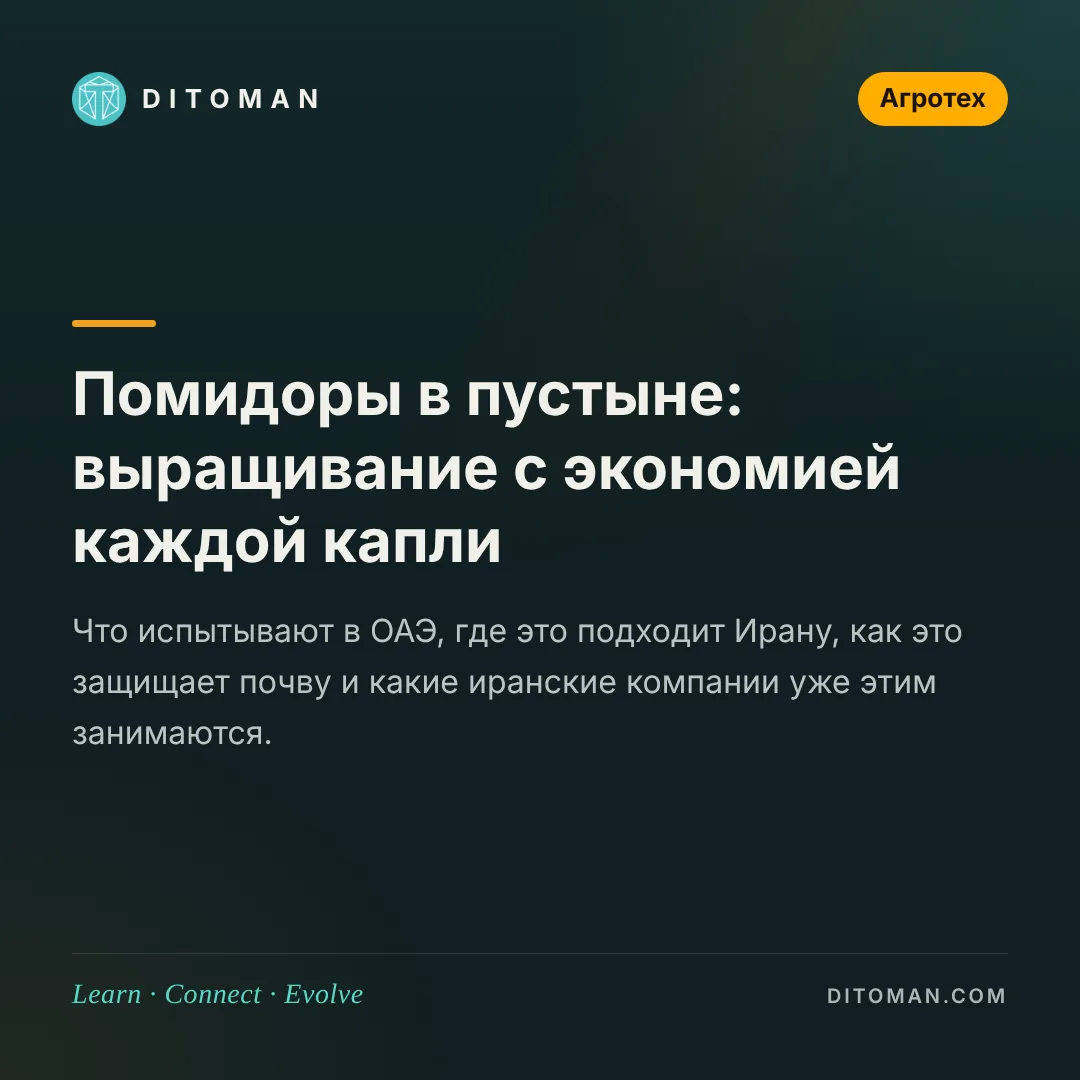 DITOMAN
Агротех
Помидоры в пустыне:
выращивание с экономией
каждой капли
Что испытывают в ОАЭ, где это подходит Ирану, как это
защищает почву и какие иранские компании уже этим
занимаются.
Learn · Connect · Evolve
DITOMAN.COM